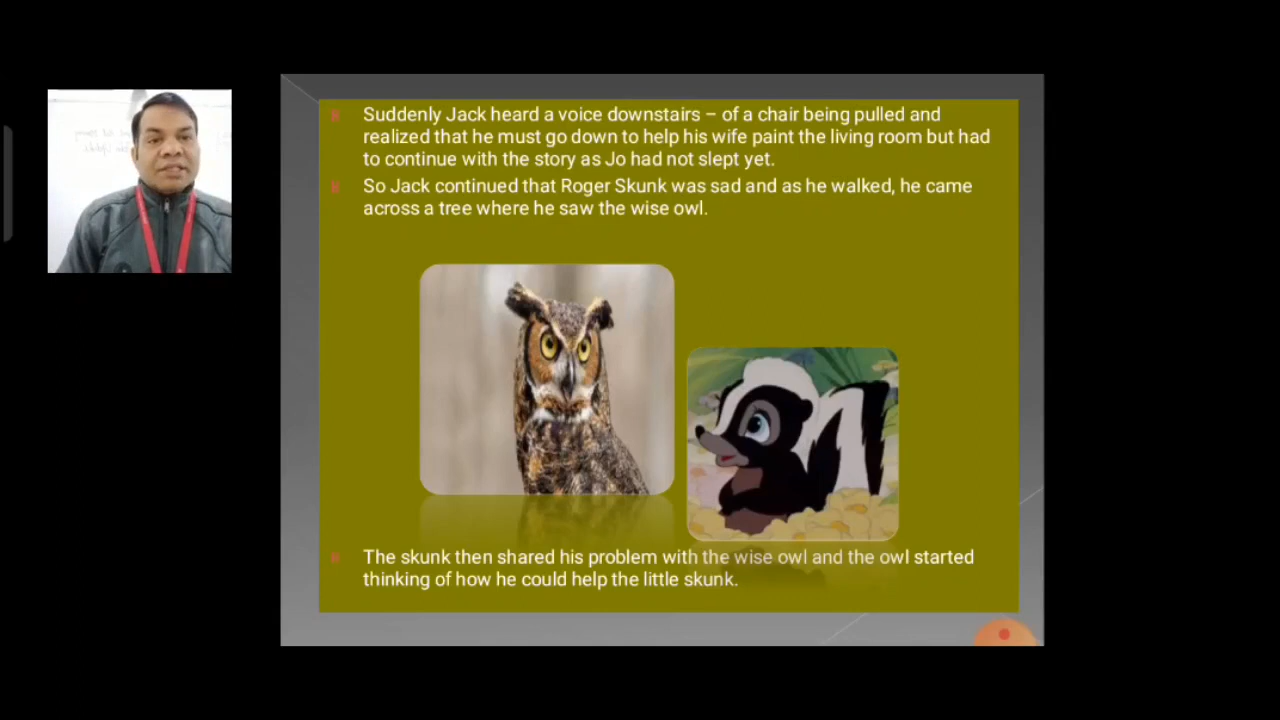 Suddenly Jack heard a voice downstairs – of a chair being pulled and
realized that he must go down to help his wife paint the living room but had
to continue with the story as Jo had not slept yet.
So Jack continued that Roger Skunk was sad and as he walked, he came
across a tree where he saw the wise owl.
The skunk then shared his problem with the wise owl and the owl started
thinking of how he could help the little skunk.